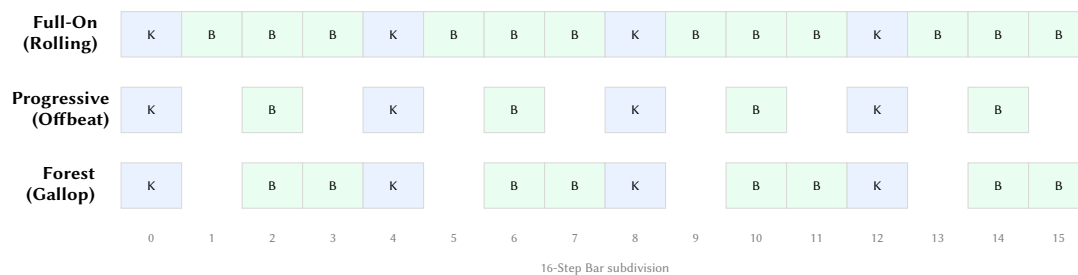 Full-On
(Rolling)
K B B B K B B B K B B B K B B B
Progressive
(Offbeat)
K B K B K B K B
Forest
(Gallop)
K B B K B B K B B K B B
0 1 2 3 4 5 6 7 8 9 10 11 12 13 14 15
16-Step Bar subdivision